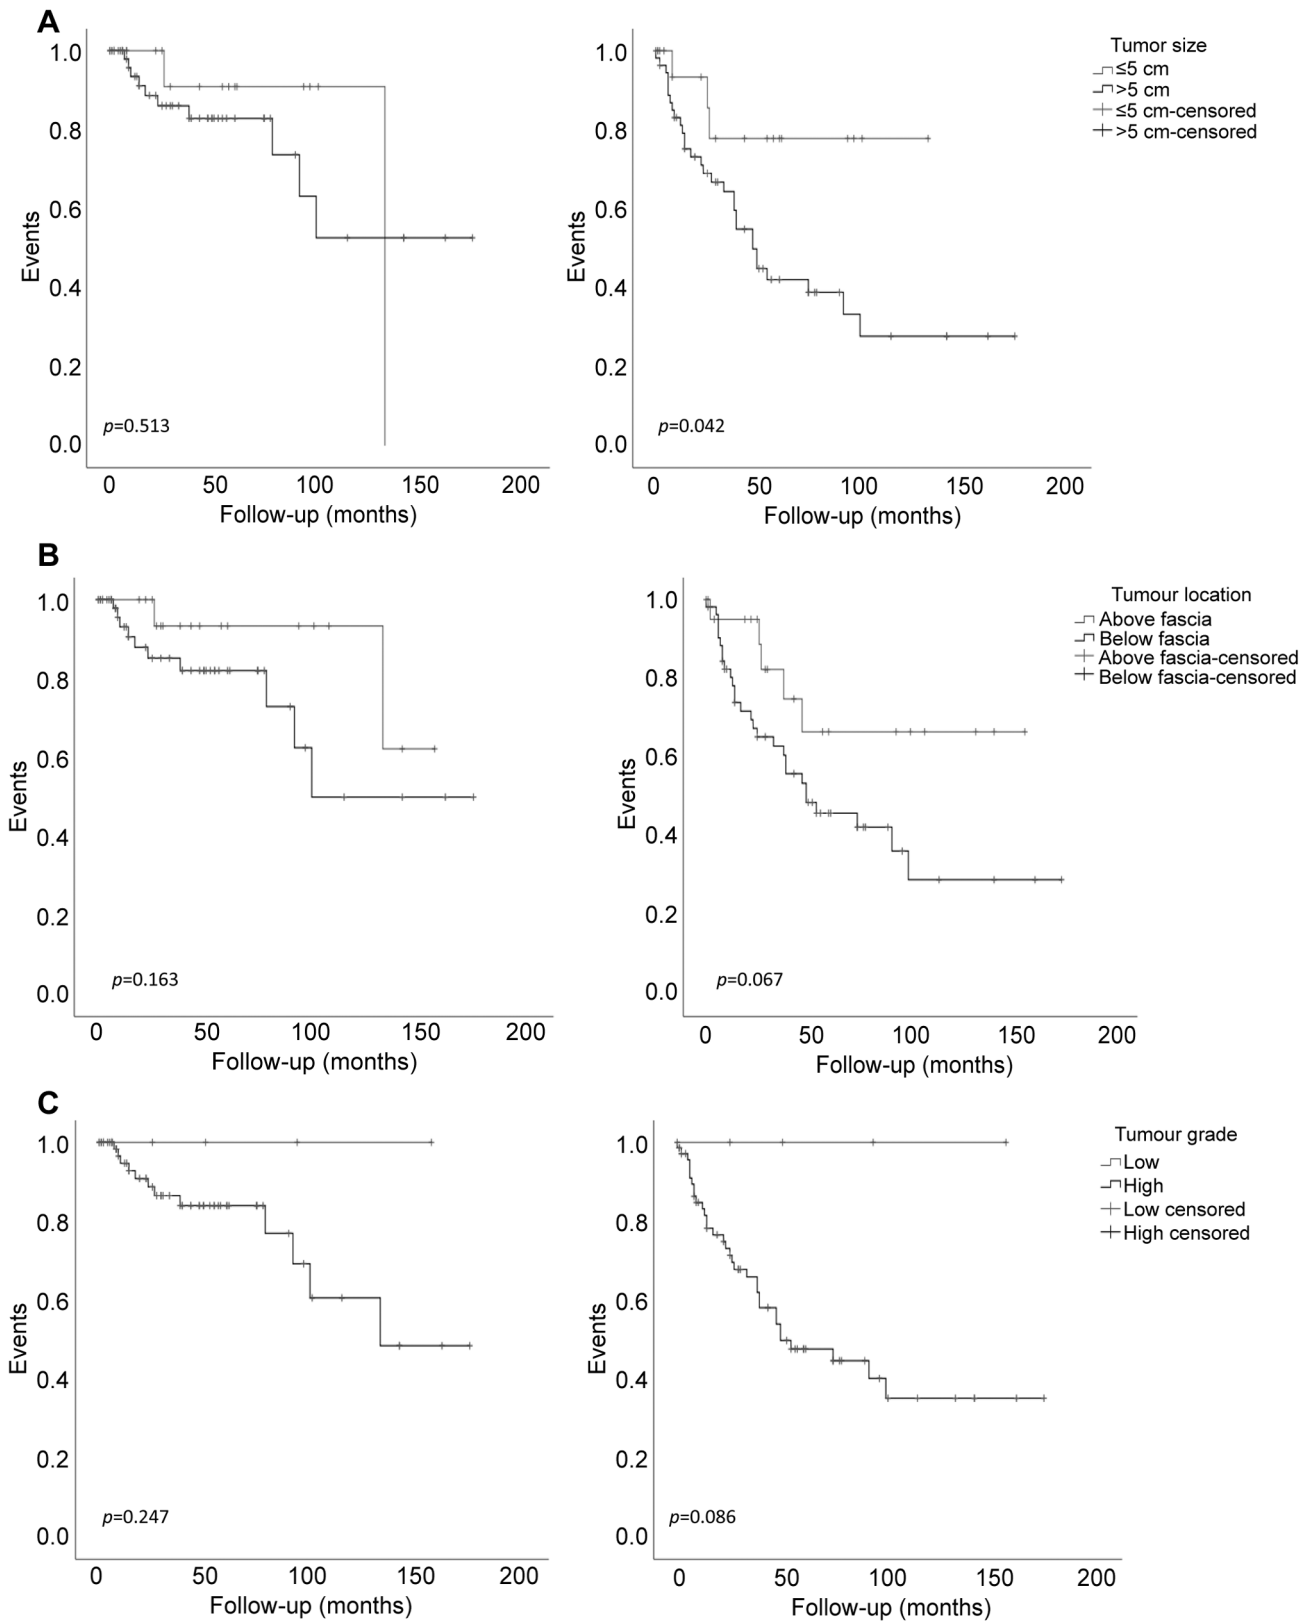 A
1.0
0.8
0.6
0.4
0.2
0.0
Events
p=0.513
0 50 100 150 200
Follow-up (months)
1.0
0.8
0.6
0.4
0.2
0.0
Events
p=0.042
0 50 100 150 200
Follow-up (months)
Tumor size
≤5 cm
>5 cm
≤5 cm-censored
>5 cm-censored
B
1.0
0.8
0.6
0.4
0.2
0.0
Events
p=0.163
0 50 100 150 200
Follow-up (months)
1.0
0.8
0.6
0.4
0.2
0.0
Events
p=0.067
0 50 100 150 200
Follow-up (months)
Tumour location
Above fascia
Below fascia
Above fascia-censored
Below fascia-censored
C
1.0
0.8
0.6
0.4
0.2
0.0
Events
p=0.247
0 50 100 150 200
Follow-up (months)
1.0
0.8
0.6
0.4
0.2
0.0
Events
p=0.086
0 50 100 150 200
Follow-up (months)
Tumour grade
Low
High
Low censored
High censored